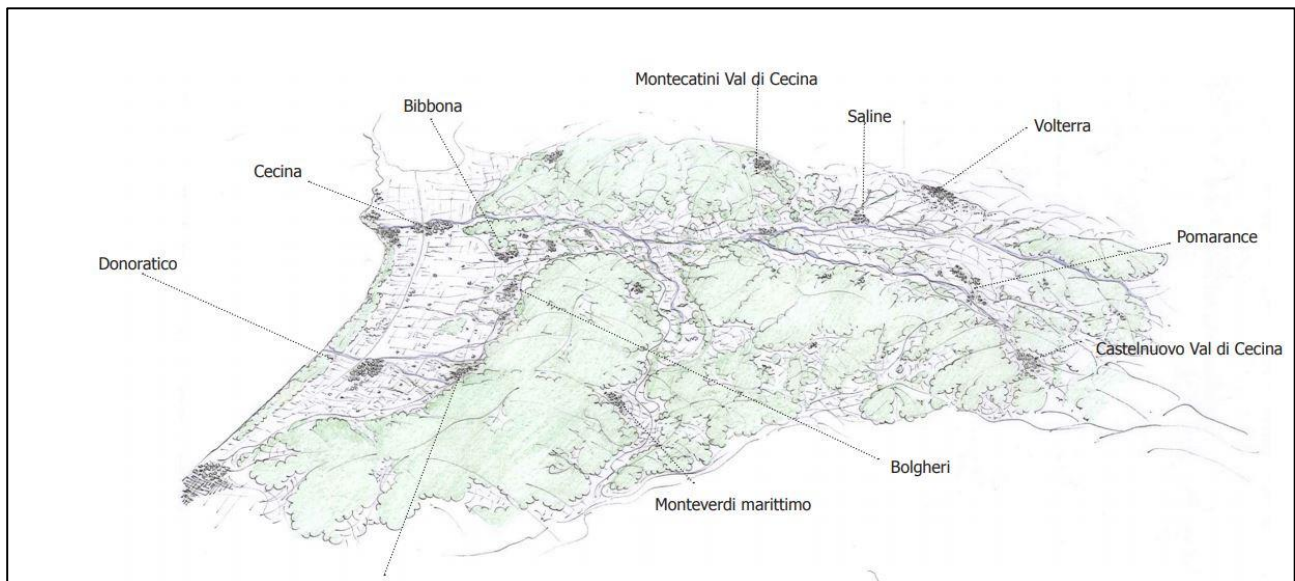 Montecatini Val di Cecina
Bibbona
Saline
Volterra
Cecina
Pomarance
Donoratico
Castelnuovo Val di Cecina
Bolgheri
Monteverdi marittimo